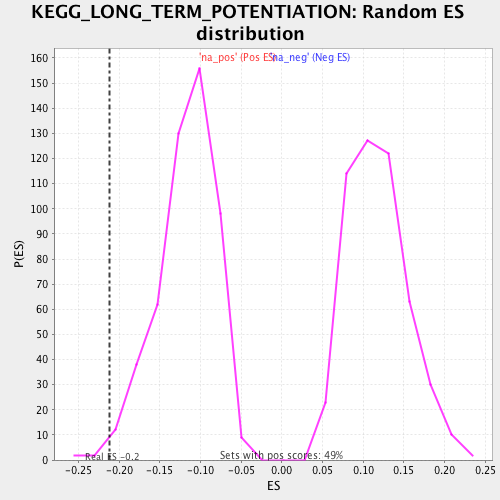 KEGG_LONG_TERM_POTENTIATION: Random ES
distribution
'na_pos' (Pos ES)
'na_neg' (Neg ES)
160
150
140
130
120
110
100
90
80
70
60
50
40
30
20
10
0
P(ES)
Real ES -0.2
Sets with pos scores: 49%
-0.25 -0.20 -0.15 -0.10 -0.05 0.00 0.05 0.10 0.15 0.20 0.25
ES